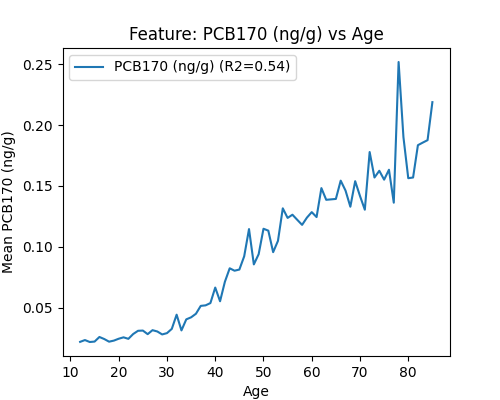 Feature: PCB170 (ng/g) vs Age
PCB170 (ng/g) (R2=0.54)
Mean PCB170 (ng/g)
0.25
0.20
0.15
0.10
0.05
10 20 30 40 50 60 70 80
Age